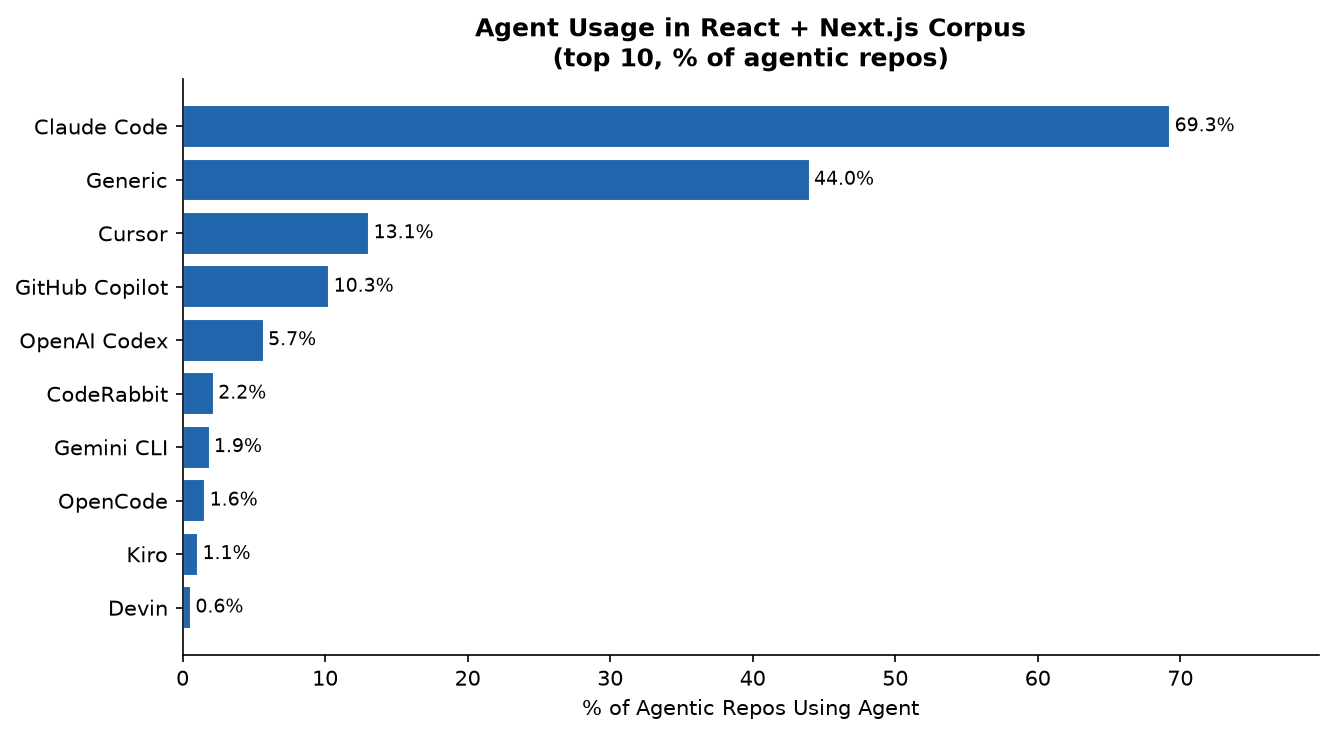 Agent Usage in React + Next.js Corpus
(top 10, % of agentic repos)
Claude Code 69.3%
Generic 44.0%
Cursor 13.1%
GitHub Copilot 10.3%
OpenAI Codex 5.7%
CodeRabbit 2.2%
Gemini CLI 1.9%
OpenCode 1.6%
Kiro 1.1%
Devin 0.6%
0 10 20 30 40 50 60 70
% of Agentic Repos Using Agent